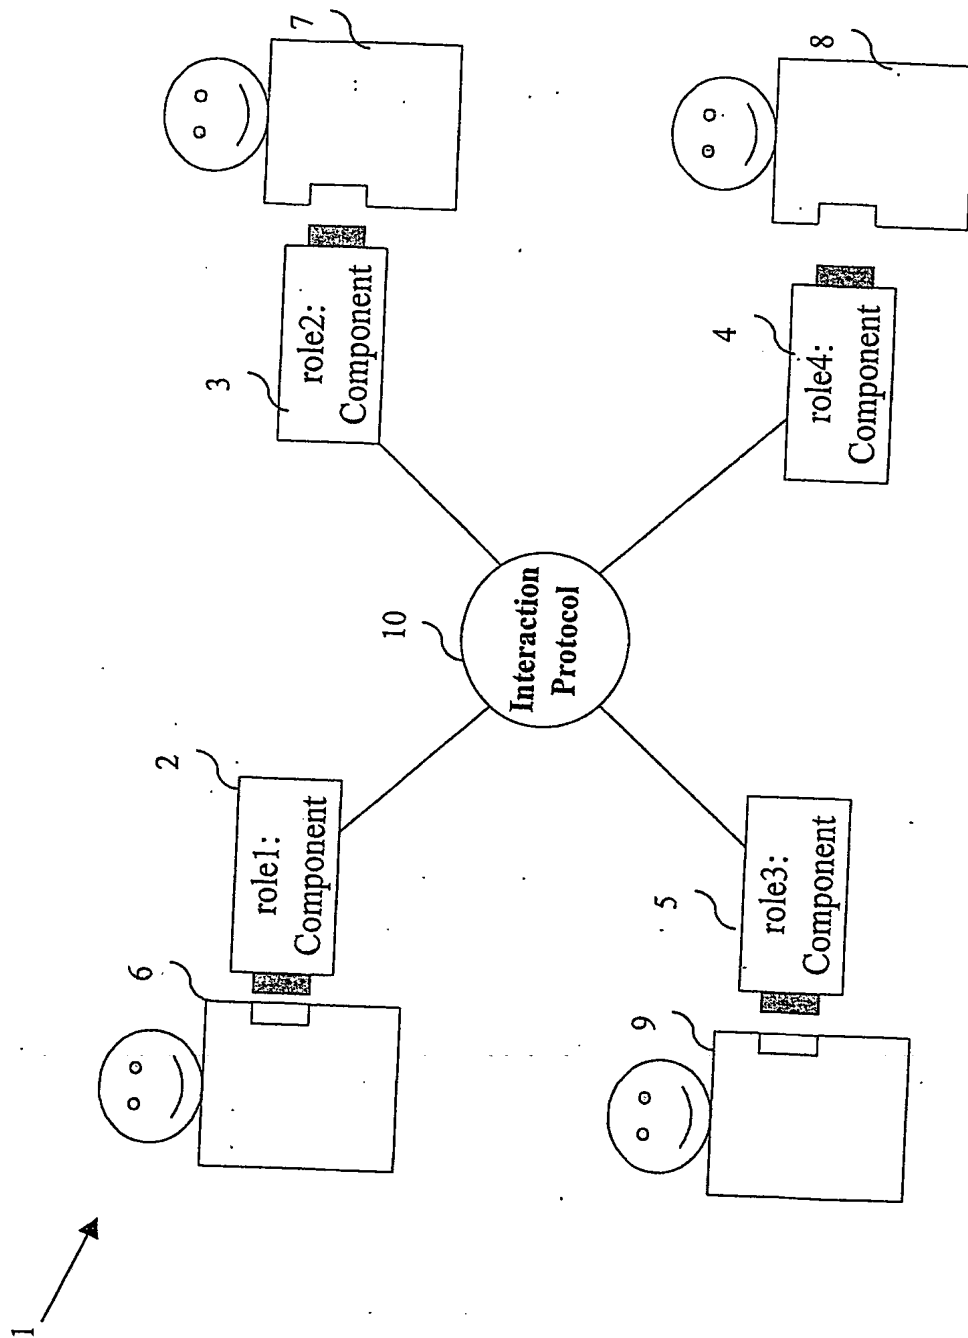 1
6
2
role1:
Component
10
Interaction
Protocol
3
role2:
Component
7
9
5
role3:
Component
4
role4:
Component
8